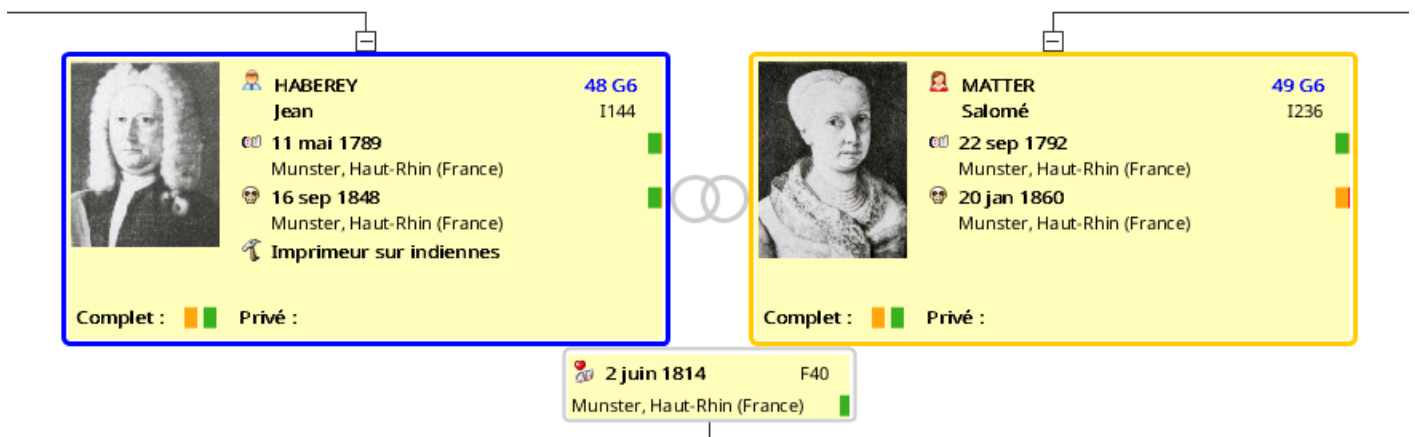 HABEREY 48 G6
Jean I144
11 mai 1789
Munster, Haut-Rhin (France)
16 sep 1848
Munster, Haut-Rhin (France)
Imprimeur sur indiennes
Complet : Privé :
MATTER 49 G6
Salomé I236
22 sep 1792
Munster, Haut-Rhin (France)
20 jan 1860
Munster, Haut-Rhin (France)
Complet : Privé :
2 juin 1814 F40
Munster, Haut-Rhin (France)